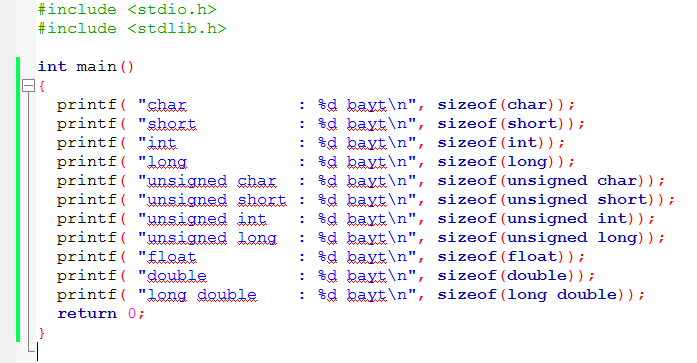 #include <stdio.h>
#include <stdlib.h>
int main()
{
printf( "char            : %d bayt\n", sizeof(char));
printf( "short           : %d bayt\n", sizeof(short));
printf( "int             : %d bayt\n", sizeof(int));
printf( "long            : %d bayt\n", sizeof(long));
printf( "unsigned char  : %d bayt\n", sizeof(unsigned char));
printf( "unsigned short : %d bayt\n", sizeof(unsigned short));
printf( "unsigned int   : %d bayt\n", sizeof(unsigned int));
printf( "unsigned long  : %d bayt\n", sizeof(unsigned long));
printf( "float           : %d bayt\n", sizeof(float));
printf( "double          : %d bayt\n", sizeof(double));
printf( "long double    : %d bayt\n", sizeof(long double));
return 0;
}